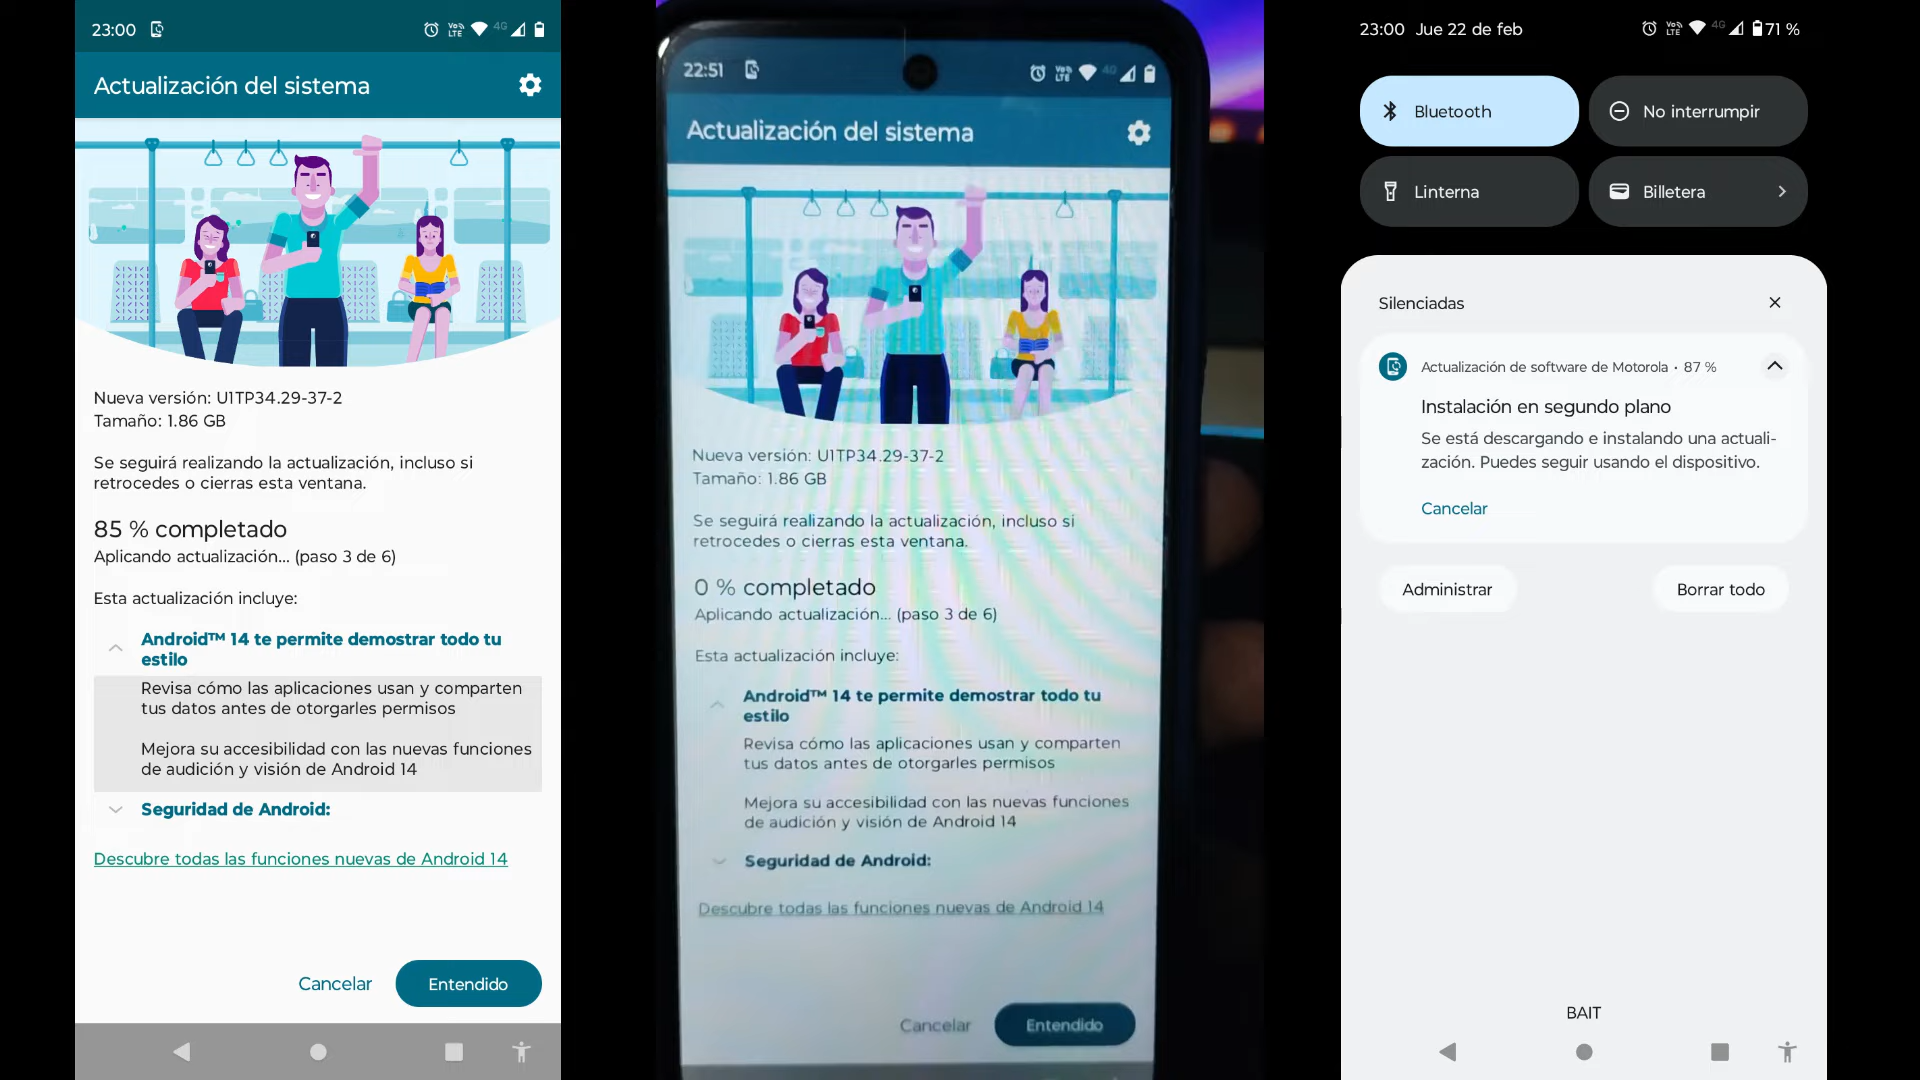 23:00
4G
Vo
LTE
Actualización del sistema
Nueva versión: U1TP34.29-37-2
Tamaño: 1.86 GB
Se seguirá realizando la actualización, incluso si
retrocedes o cierras esta ventana.
85 % completado
Aplicando actualización... (paso 3 de 6)
Esta actualización incluye:
Android™ 14 te permite demostrar todo tu
estilo
Revisa cómo las aplicaciones usan y comparten
tus datos antes de otorgarles permisos
Mejora su accesibilidad con las nuevas funciones
de audición y visión de Android 14
Seguridad de Android:
Descubre todas las funciones nuevas de Android 14
Cancelar
Entendido
22:51
4G
Vo
LTE
Actualización del sistema
Nueva versión: U1TP34.29-37-2
Tamaño: 1.86 GB
Se seguirá realizando la actualización, incluso si
retrocedes o cierras esta ventana.
0 % completado
Aplicando actualización... (paso 3 de 6)
Esta actualización incluye:
Android™ 14 te permite demostrar todo tu
estilo
Revisa cómo las aplicaciones usan y comparten
tus datos antes de otorgarles permisos
Mejora su accesibilidad con las nuevas funciones
de audición y visión de Android 14
Seguridad de Android:
Descubre todas las funciones nuevas de Android 14
Cancelar
Entendido
23:00 Jue 22 de feb
4G
71 %
Vo
LTE
Bluetooth
No interrumpir
Linterna
Billetera
Silenciadas
Actualización de software de Motorola • 87 %
Instalación en segundo plano
Se está descargando e instalando una actuali-
zación. Puedes seguir usando el dispositivo.
Cancelar
Administrar
Borrar todo
BAIT